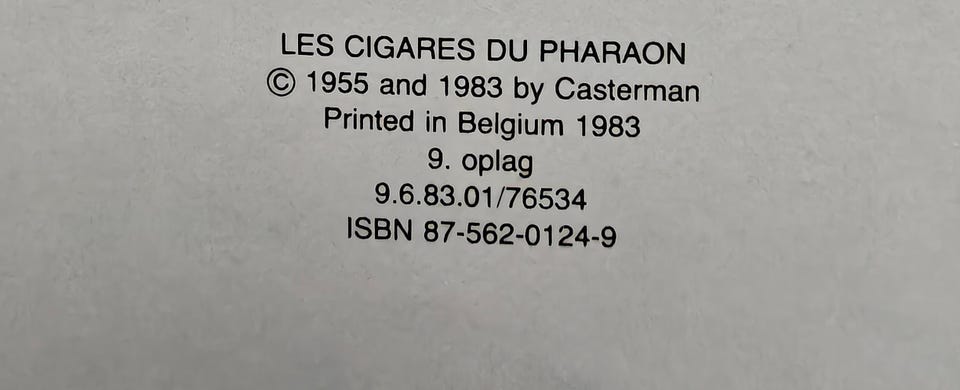 LES CIGARES DU PHARAON
© 1955 and 1983 by Casterman
Printed in Belgium 1983
9. oplag
9.6.83.01/76534
ISBN 87-562-0124-9